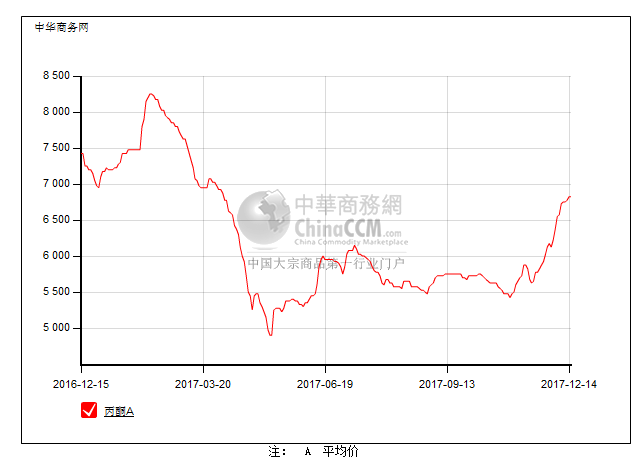 中华商务网
8 500
8 000
7 500
7 000
6 500
6 000
5 500
5 000
中華商務網
ChinaCCM.com
China Commodity Marketplace
中国大宗商品第一行业门户
2016-12-15 2017-03-20 2017-06-19 2017-09-13 2017-12-14
丙酮A
注: A 平均价